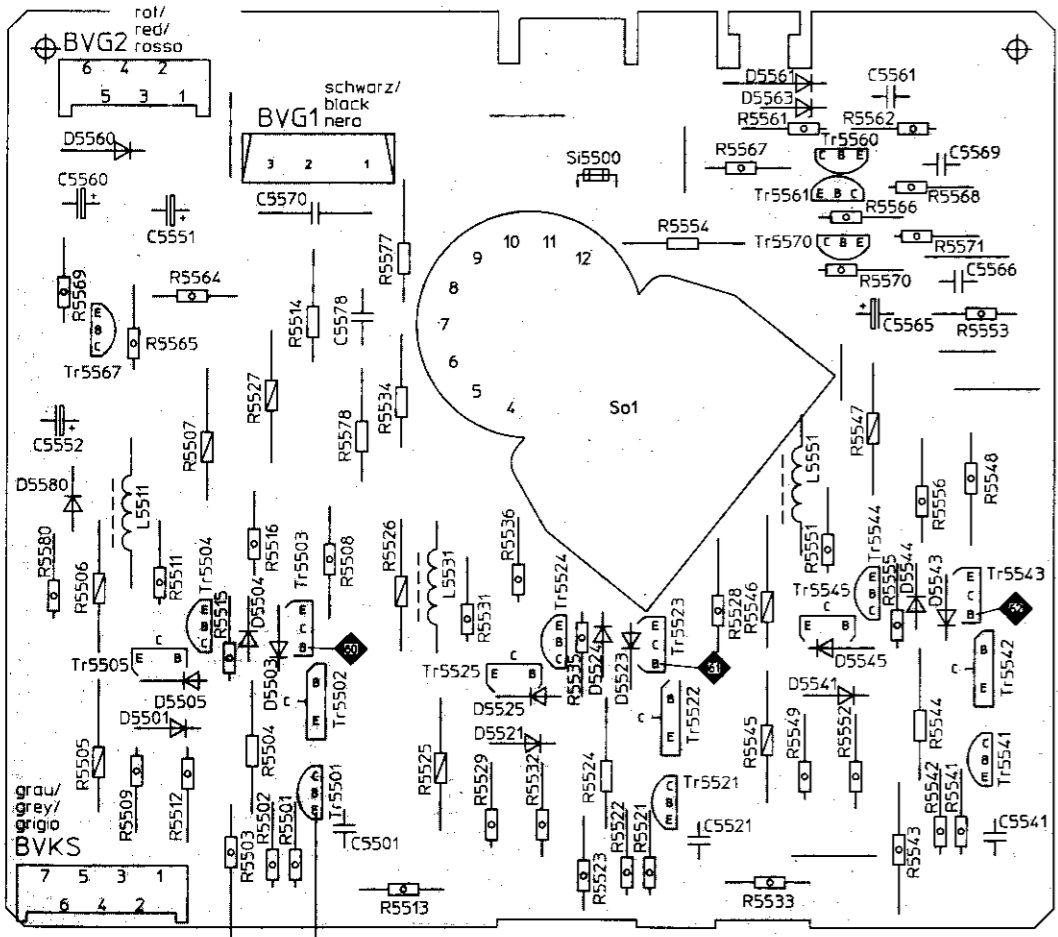 rot/
red/
rosso
BVG2
6 4 2
5 3 1
D5560
C5560
C5551
schwarz/
black
nero
BVG1
3 2 1
C5570
Si5500
D5561
C5561
D5563
R5561
R5562
Tr5560
C B E
R5567
C5569
Tr5561
E B C
R5568
R5566
R5554
Tr5570
C B E
R5571
R5570
C5566
C5565
R5553
R5569
R5564
E
B
C
R5565
Tr5567
R5577
R5514
C5578
R5527
R5534
R5578
R5507
C5552
D5580
L5511
4
5
6
7
8
9
10
11
12
So1
R5547
L5551
R5556
R5548
R5580
R5506
R5511
Tr5504
R5516
Tr5503
R5508
R5526
L5531
R5536
R5531
Tr5524
R5528
R5546
R5551
Tr5544
R5555
D5544
D5543
Tr5543
R5515
D5504
E
B
C
E
C
B
60
Tr5505
C
E B
D5505
D5503
Tr5502
B
C
E
Tr5525
C
E B
D5525
E
B
C
R5535
D5524
D5523
Tr5523
E
C
B
61
Tr5522
B
C
E
Tr5545
C
E B
D5545
E
B
C
E
C
B
Tr5542
B
C
E
D5501
R5505
R5509
R5512
R5504
R5502
R5501
R5503
Tr5501
C
B
E
C5501
R5525
D5521
R5529
R5532
R5524
R5522
R5521
R5523
Tr5521
C
B
E
C5521
D5541
R5545
R5549
R5552
R5544
R5542
R5541
R5543
Tr5541
C
B
E
C5541
grau/
grey/
grigio
BVKS
7 5 3 1
6 4 2
R5513
R5533